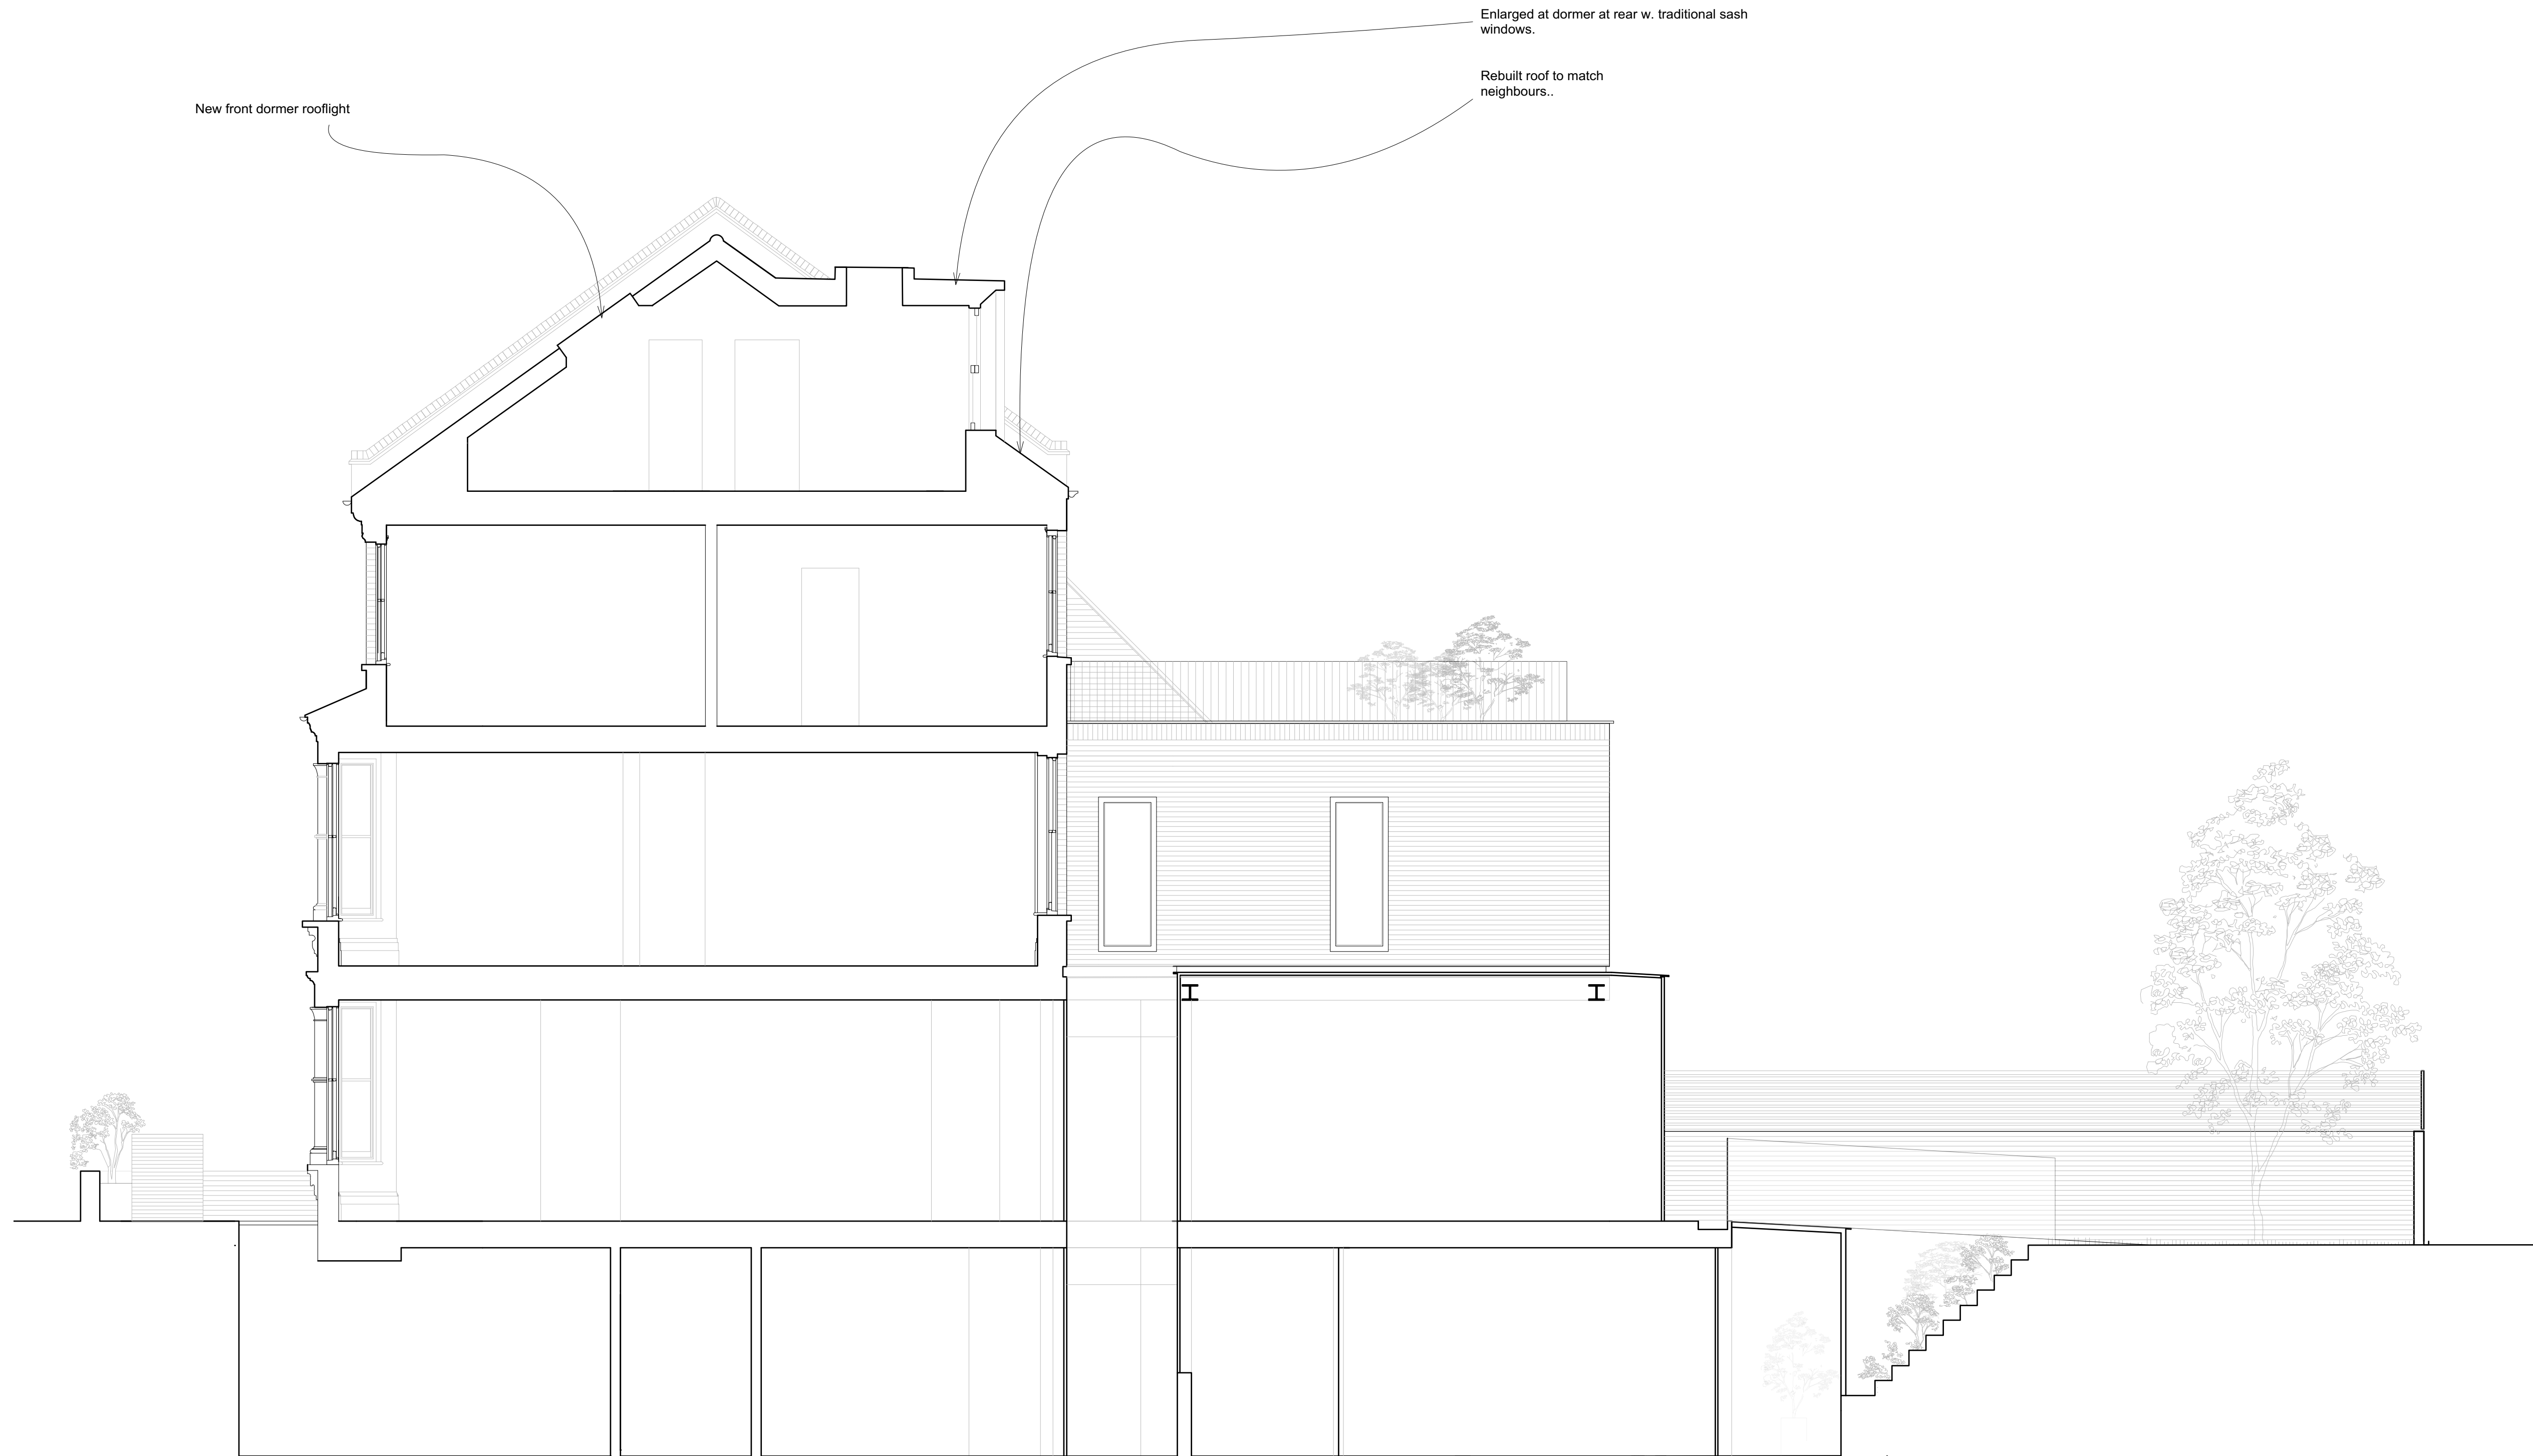 Enlarged at dormer at rear w. traditional sash
windows.
Rebuilt roof to match
neighbours..
New front dormer rooflight